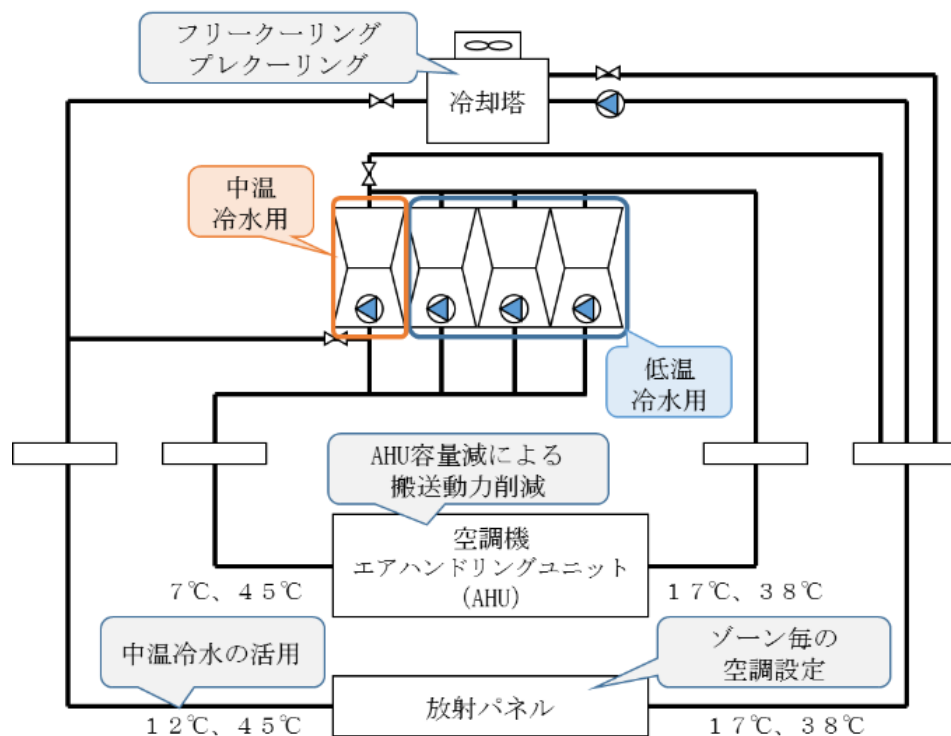 フリークーリング
プレクーリング
冷却塔
中温
冷水用
低温
冷水用
AHU容量減による
搬送動力削減
空調機
エアハンドリングユニット
(AHU)
7℃、45℃
17℃、38℃
中温冷水の活用
ゾーン毎の
空調設定
放射パネル
12℃、45℃
17℃、38℃